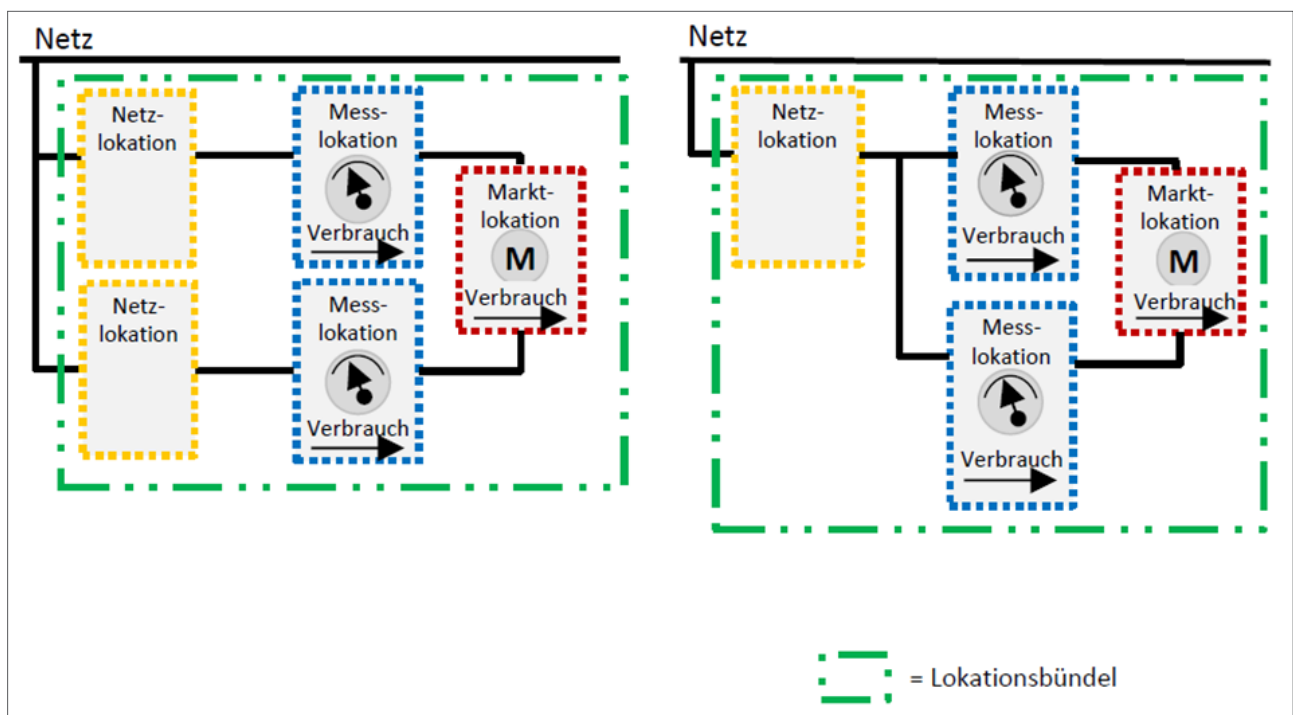 Netz
Netz-
lokation
Mess-
lokation
Verbrauch
Markt-
lokation
M
Verbrauch
Netz-
lokation
Mess-
lokation
Verbrauch
Netz
Netz-
lokation
Mess-
lokation
Verbrauch
Markt-
lokation
M
Verbrauch
Mess-
lokation
Verbrauch
= Lokationsbündel